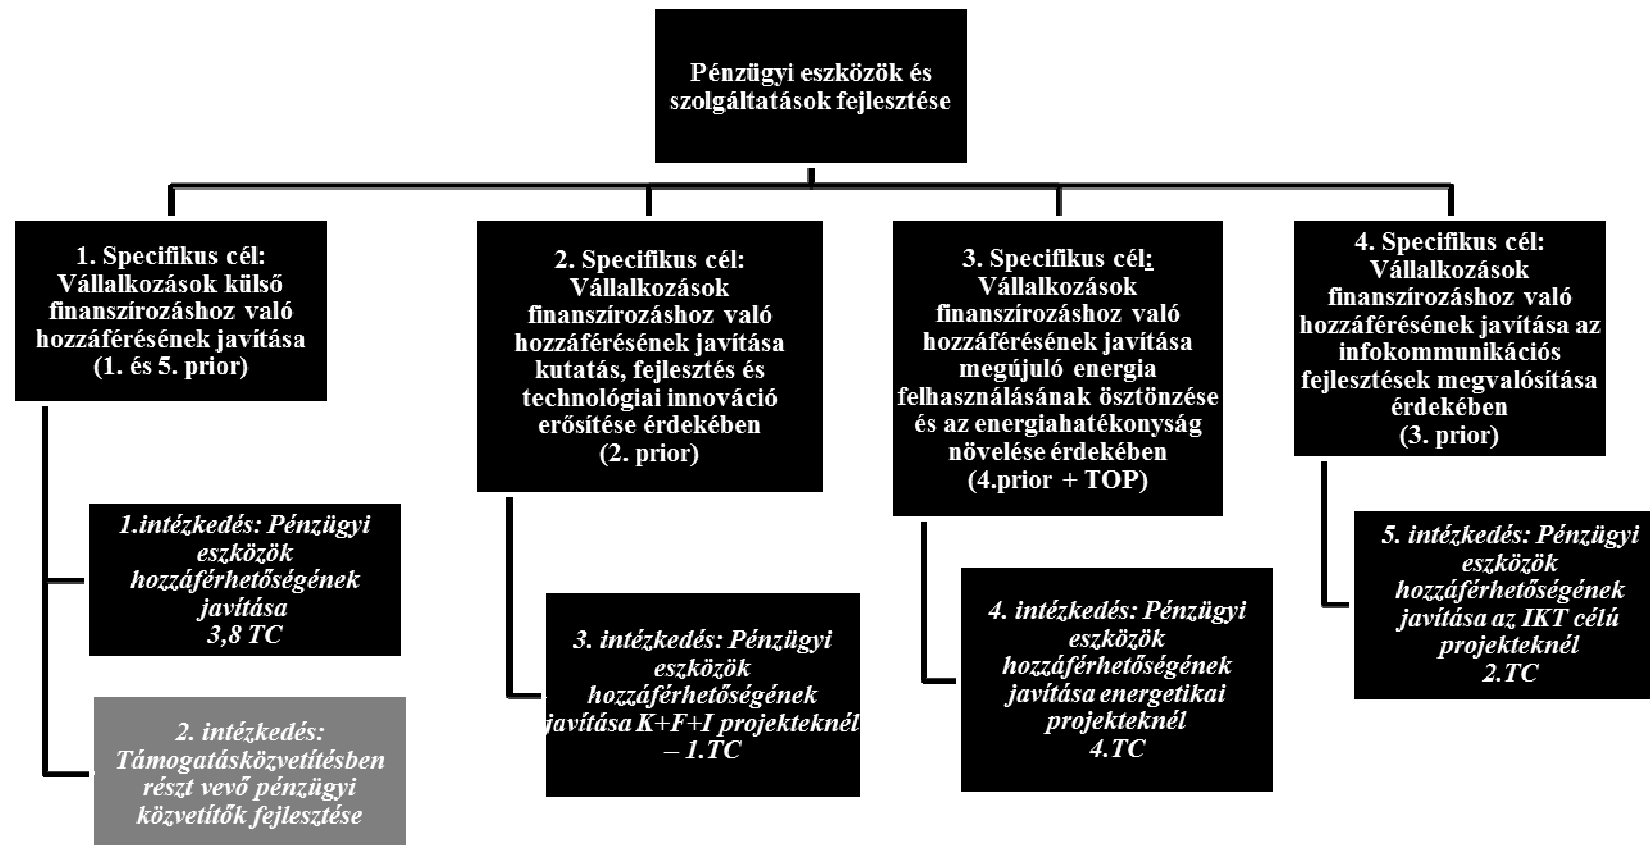 Pénzügyi eszközök és
szolgáltatások fejlesztése
1. Specifikus cél:
Vállalkozások külső
finanszírozáshoz való
hozzáférésének javítása
(1. és 5. prior)
2. Specifikus cél:
Vállalkozások
finanszírozáshoz való
hozzáférésének javítása
kutatás, fejlesztés és
technológiai innováció
erősítése érdekében
(2. prior)
3. Specifikus cél:
Vállalkozások
finanszírozáshoz való
hozzáférésének javítása
megújuló energia
felhasználásának ösztönzése
és az energiahatékonyság
növelése érdekében
(4.prior + TOP)
4. Specifikus cél:
Vállalkozások
finanszírozáshoz való
hozzáférésének javítása az
infokommunikációs
fejlesztések megvalósítása
érdekében
(3. prior)
1.intézkedés: Pénzügyi
eszközök
hozzáférhetőségének
javítása
3,8 TC
2. intézkedés:
Támogatásközvetítésben
részt vevő pénzügyi
közvetítők fejlesztése
3. intézkedés: Pénzügyi
eszközök
hozzáférhetőségének
javítása K+F+I projekteknél
– 1.TC
4. intézkedés: Pénzügyi
eszközök
hozzáférhetőségének
javítása energetikai
projekteknél
4.TC
5. intézkedés: Pénzügyi
eszközök
hozzáférhetőségének
javítása az IKT célú
projekteknél
2.TC